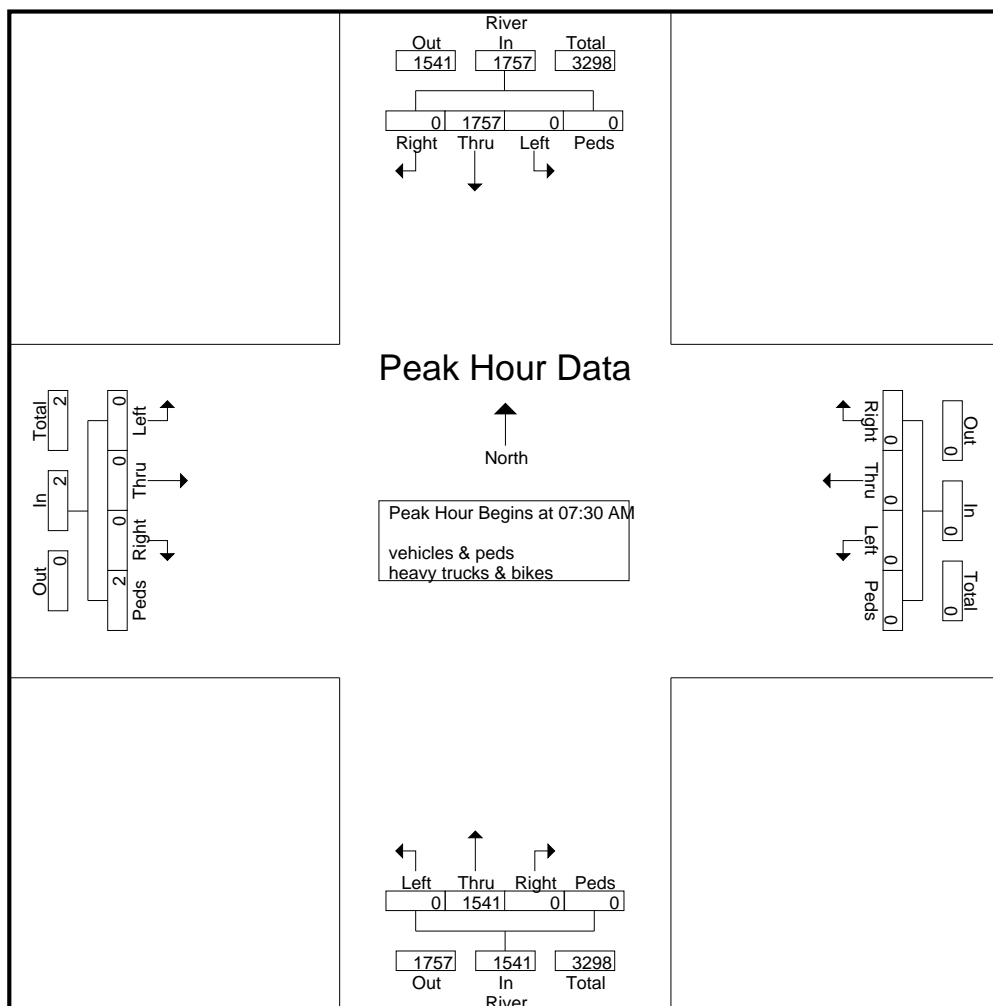 River
Out In Total
1541 1757 3298
0 1757 0 0
Right Thru Left Peds
Peak Hour Data
North
Peak Hour Begins at 07:30 AM
vehicles & peds
heavy trucks & bikes
Total In Out
2 2 0
0 0 0 2
Left Thru Right Peds
Right Thru Left Peds
0 0 0 0
Out In Total
0 0 0
Left Thru Right Peds
0 1541 0 0
1757 1541 3298
Out In Total
River